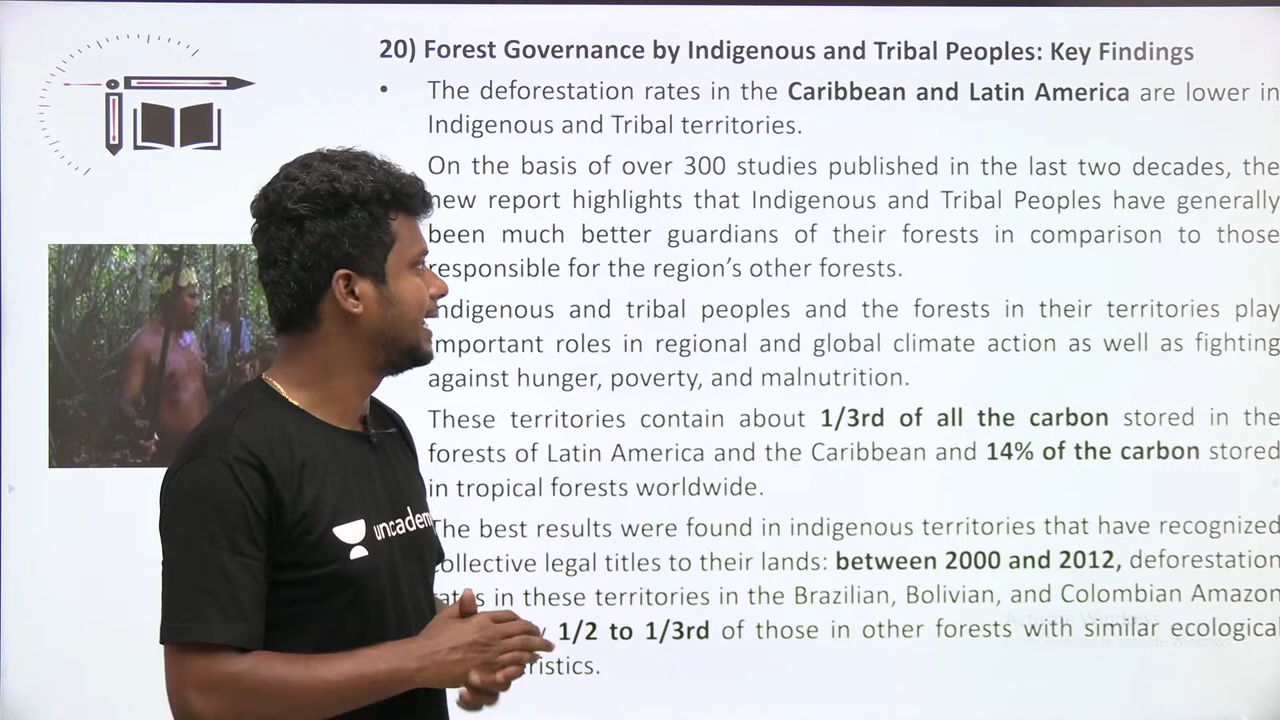 20) Forest Governance by Indigenous and Tribal Peoples: Key Findings
• The deforestation rates in the Caribbean and Latin America are lower in
Indigenous and Tribal territories.
On the basis of over 300 studies published in the last two decades, the
new report highlights that Indigenous and Tribal Peoples have generally
been much better guardians of their forests in comparison to those
responsible for the region's other forests.
Indigenous and tribal peoples and the forests in their territories play
important roles in regional and global climate action as well as fighting
against hunger, poverty, and malnutrition.
These territories contain about 1/3rd of all the carbon stored in the
forests of Latin America and the Caribbean and 14% of the carbon stored
in tropical forests worldwide.
The best results were found in indigenous territories that have recognized
collective legal titles to their lands: between 2000 and 2012, deforestation
rates in these territories in the Brazilian, Bolivian, and Colombian Amazon
1/2 to 1/3rd of those in other forests with similar ecological
unacadem